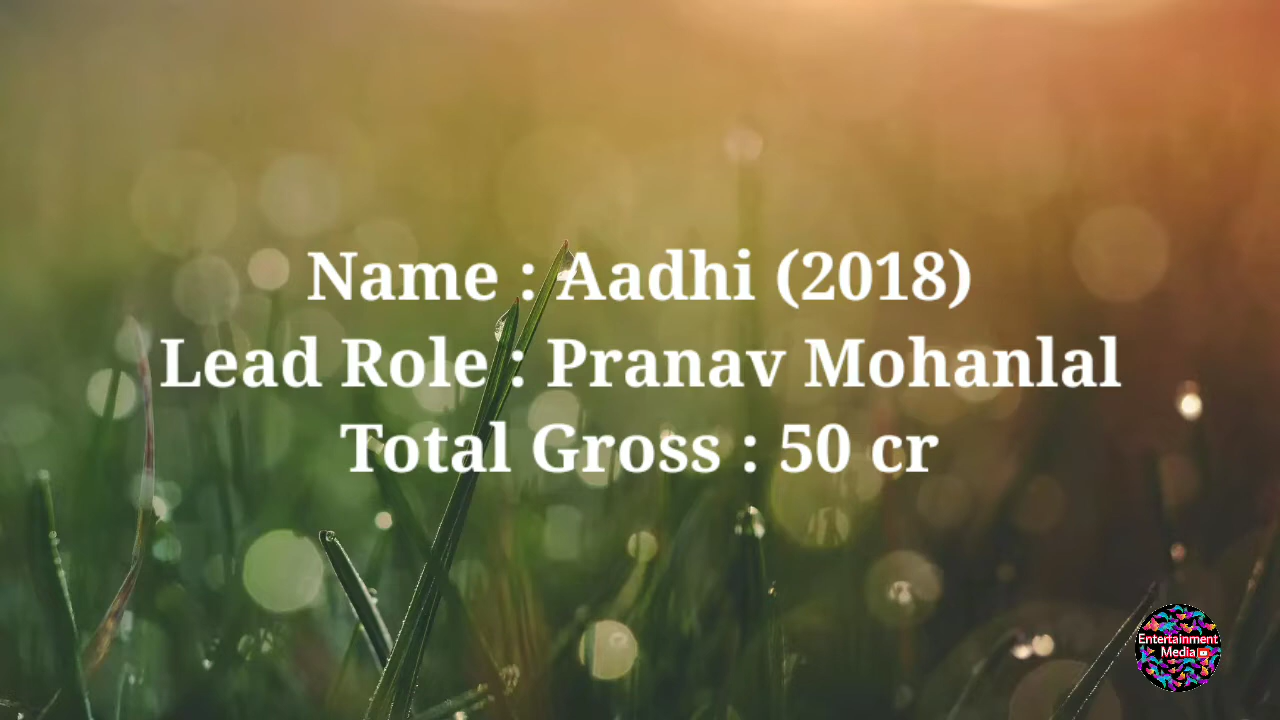 Name : Aadhi (2018)
Lead Role : Pranav Mohanlal
Total Gross : 50 cr
Entertainment
Media